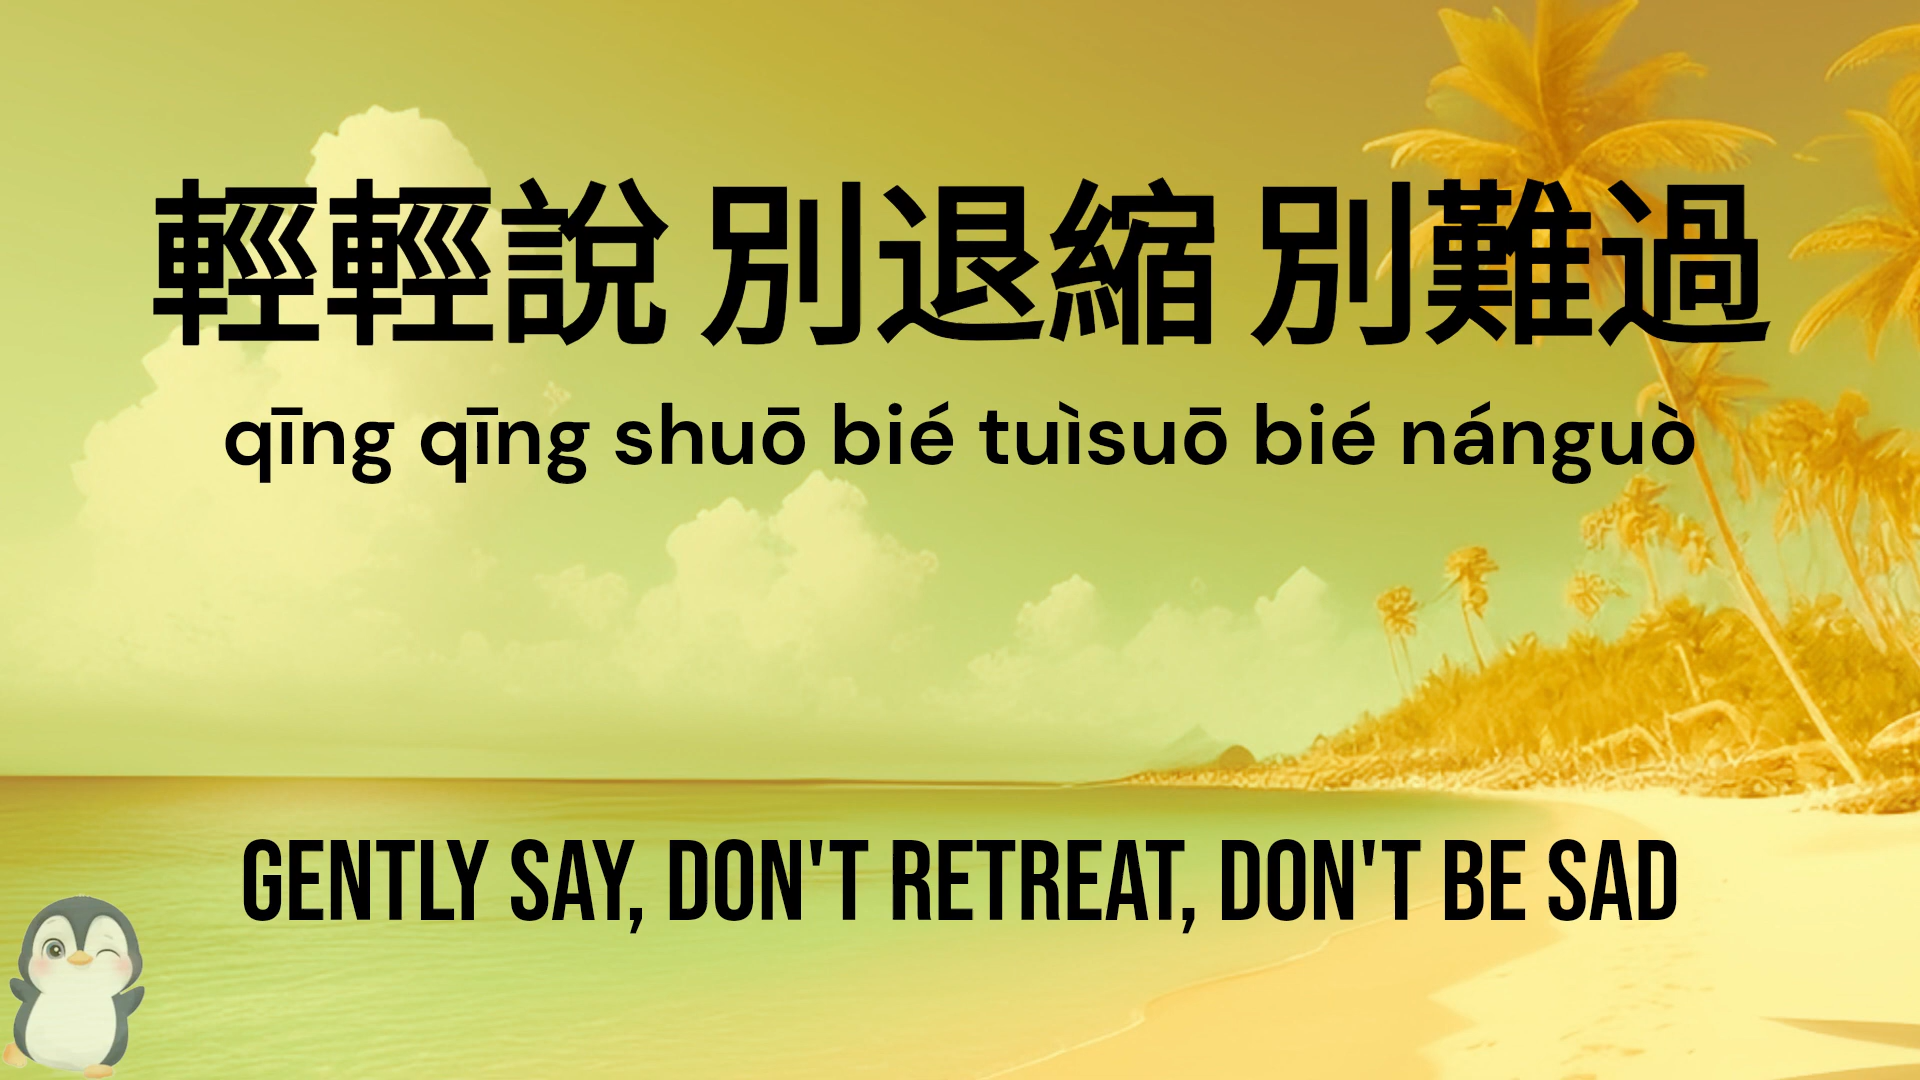 輕輕說 別退縮 別難過
qīng qīng shuō bié tuìsuō bié nánguò
GENTLY SAY, DON'T RETREAT, DON'T BE SAD